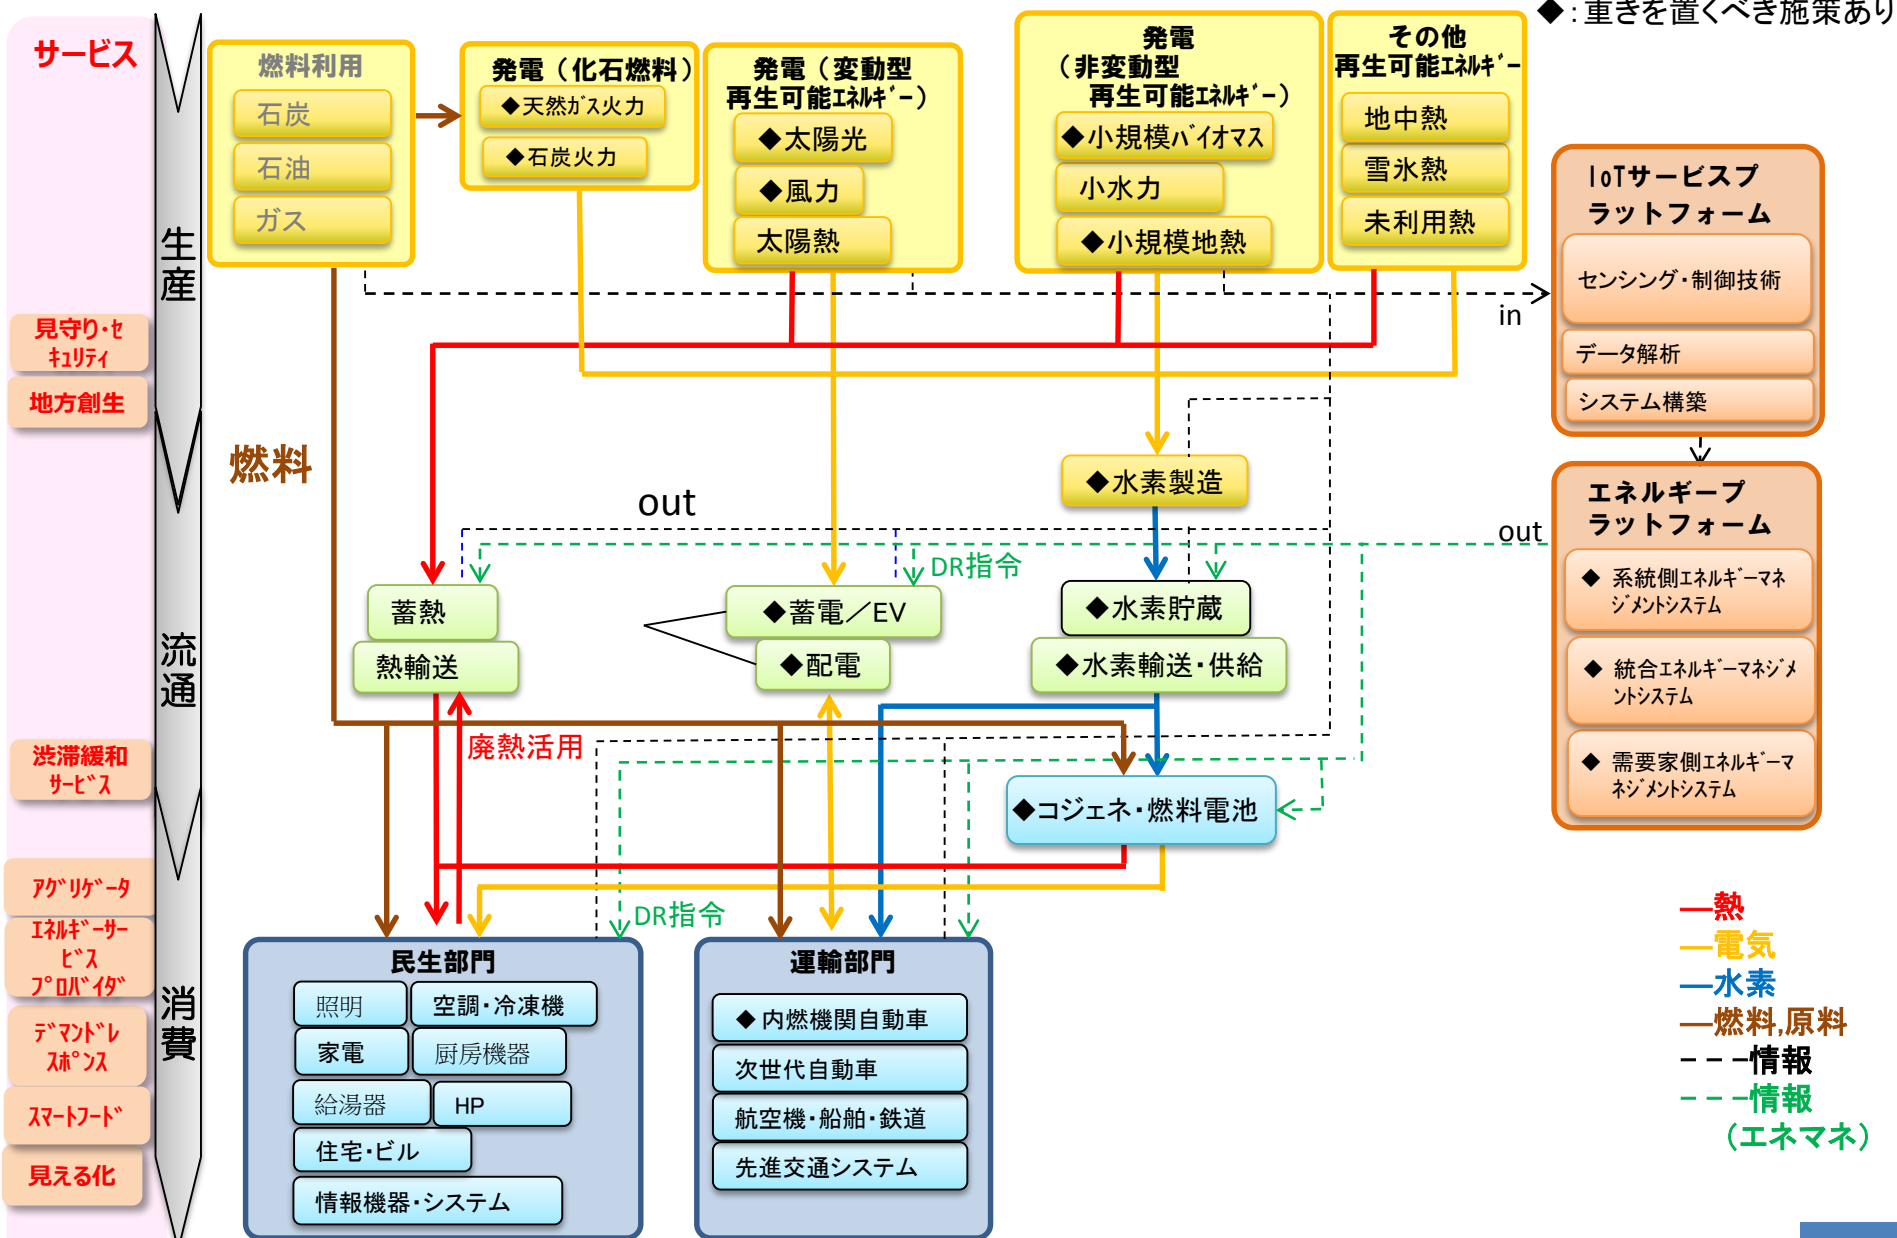 ◆：重きを置くべき施策あり
サービス
見守り・セ
ｷｭﾘﾃｨ
地方創生
渋滞緩和
ｻｰﾋﾞｽ
ｱｸﾞﾘｹﾞｰﾀ
ｴﾈﾙｷﾞｰｻｰ
ﾋﾞｽ
ﾌﾟﾛﾊﾞｲﾀﾞ
ﾃﾞﾏﾝﾄﾞﾚ
ｽﾎﾟﾝｽ
ｽﾏｰﾄﾌｰﾄﾞ
見える化
生産
流通
消費
燃料利用
石炭
石油
ガス
発電（化石燃料）
◆天然ｶﾞｽ火力
◆石炭火力
発電（変動型
再生可能ｴﾈﾙｷﾞｰ）
◆太陽光
◆風力
太陽熱
発電
（非変動型
再生可能ｴﾈﾙｷﾞｰ）
◆小規模ﾊﾞｲｵﾏｽ
小水力
◆小規模地熱
その他
再生可能ｴﾈﾙｷﾞｰ
地中熱
雪氷熱
未利用熱
IoTサービスプ
ラットフォーム
センシング・制御技術
データ解析
システム構築
in
燃料
out
◆水素製造
out
DR指令
エネルギープ
ラットフォーム
◆ 系統側ｴﾈﾙｷﾞｰﾏﾈ
ｼﾞﾒﾝﾄｼｽﾃﾑ
◆ 統合ｴﾈﾙｷﾞｰﾏﾈｼﾞﾒ
ﾝﾄｼｽﾃﾑ
◆ 需要家側ｴﾈﾙｷﾞｰﾏ
ﾈｼﾞﾒﾝﾄｼｽﾃﾑ
蓄熱
熱輸送
◆蓄電／EV
◆配電
◆水素貯蔵
◆水素輸送・供給
廃熱活用
◆コジェネ・燃料電池
DR指令
民生部門
照明
空調・冷凍機
家電
厨房機器
給湯器
HP
住宅・ビル
情報機器・システム
運輸部門
◆内燃機関自動車
次世代自動車
航空機・船舶・鉄道
先進交通システム
―熱
―電気
―水素
―燃料,原料
---情報
---情報
（エネマネ）